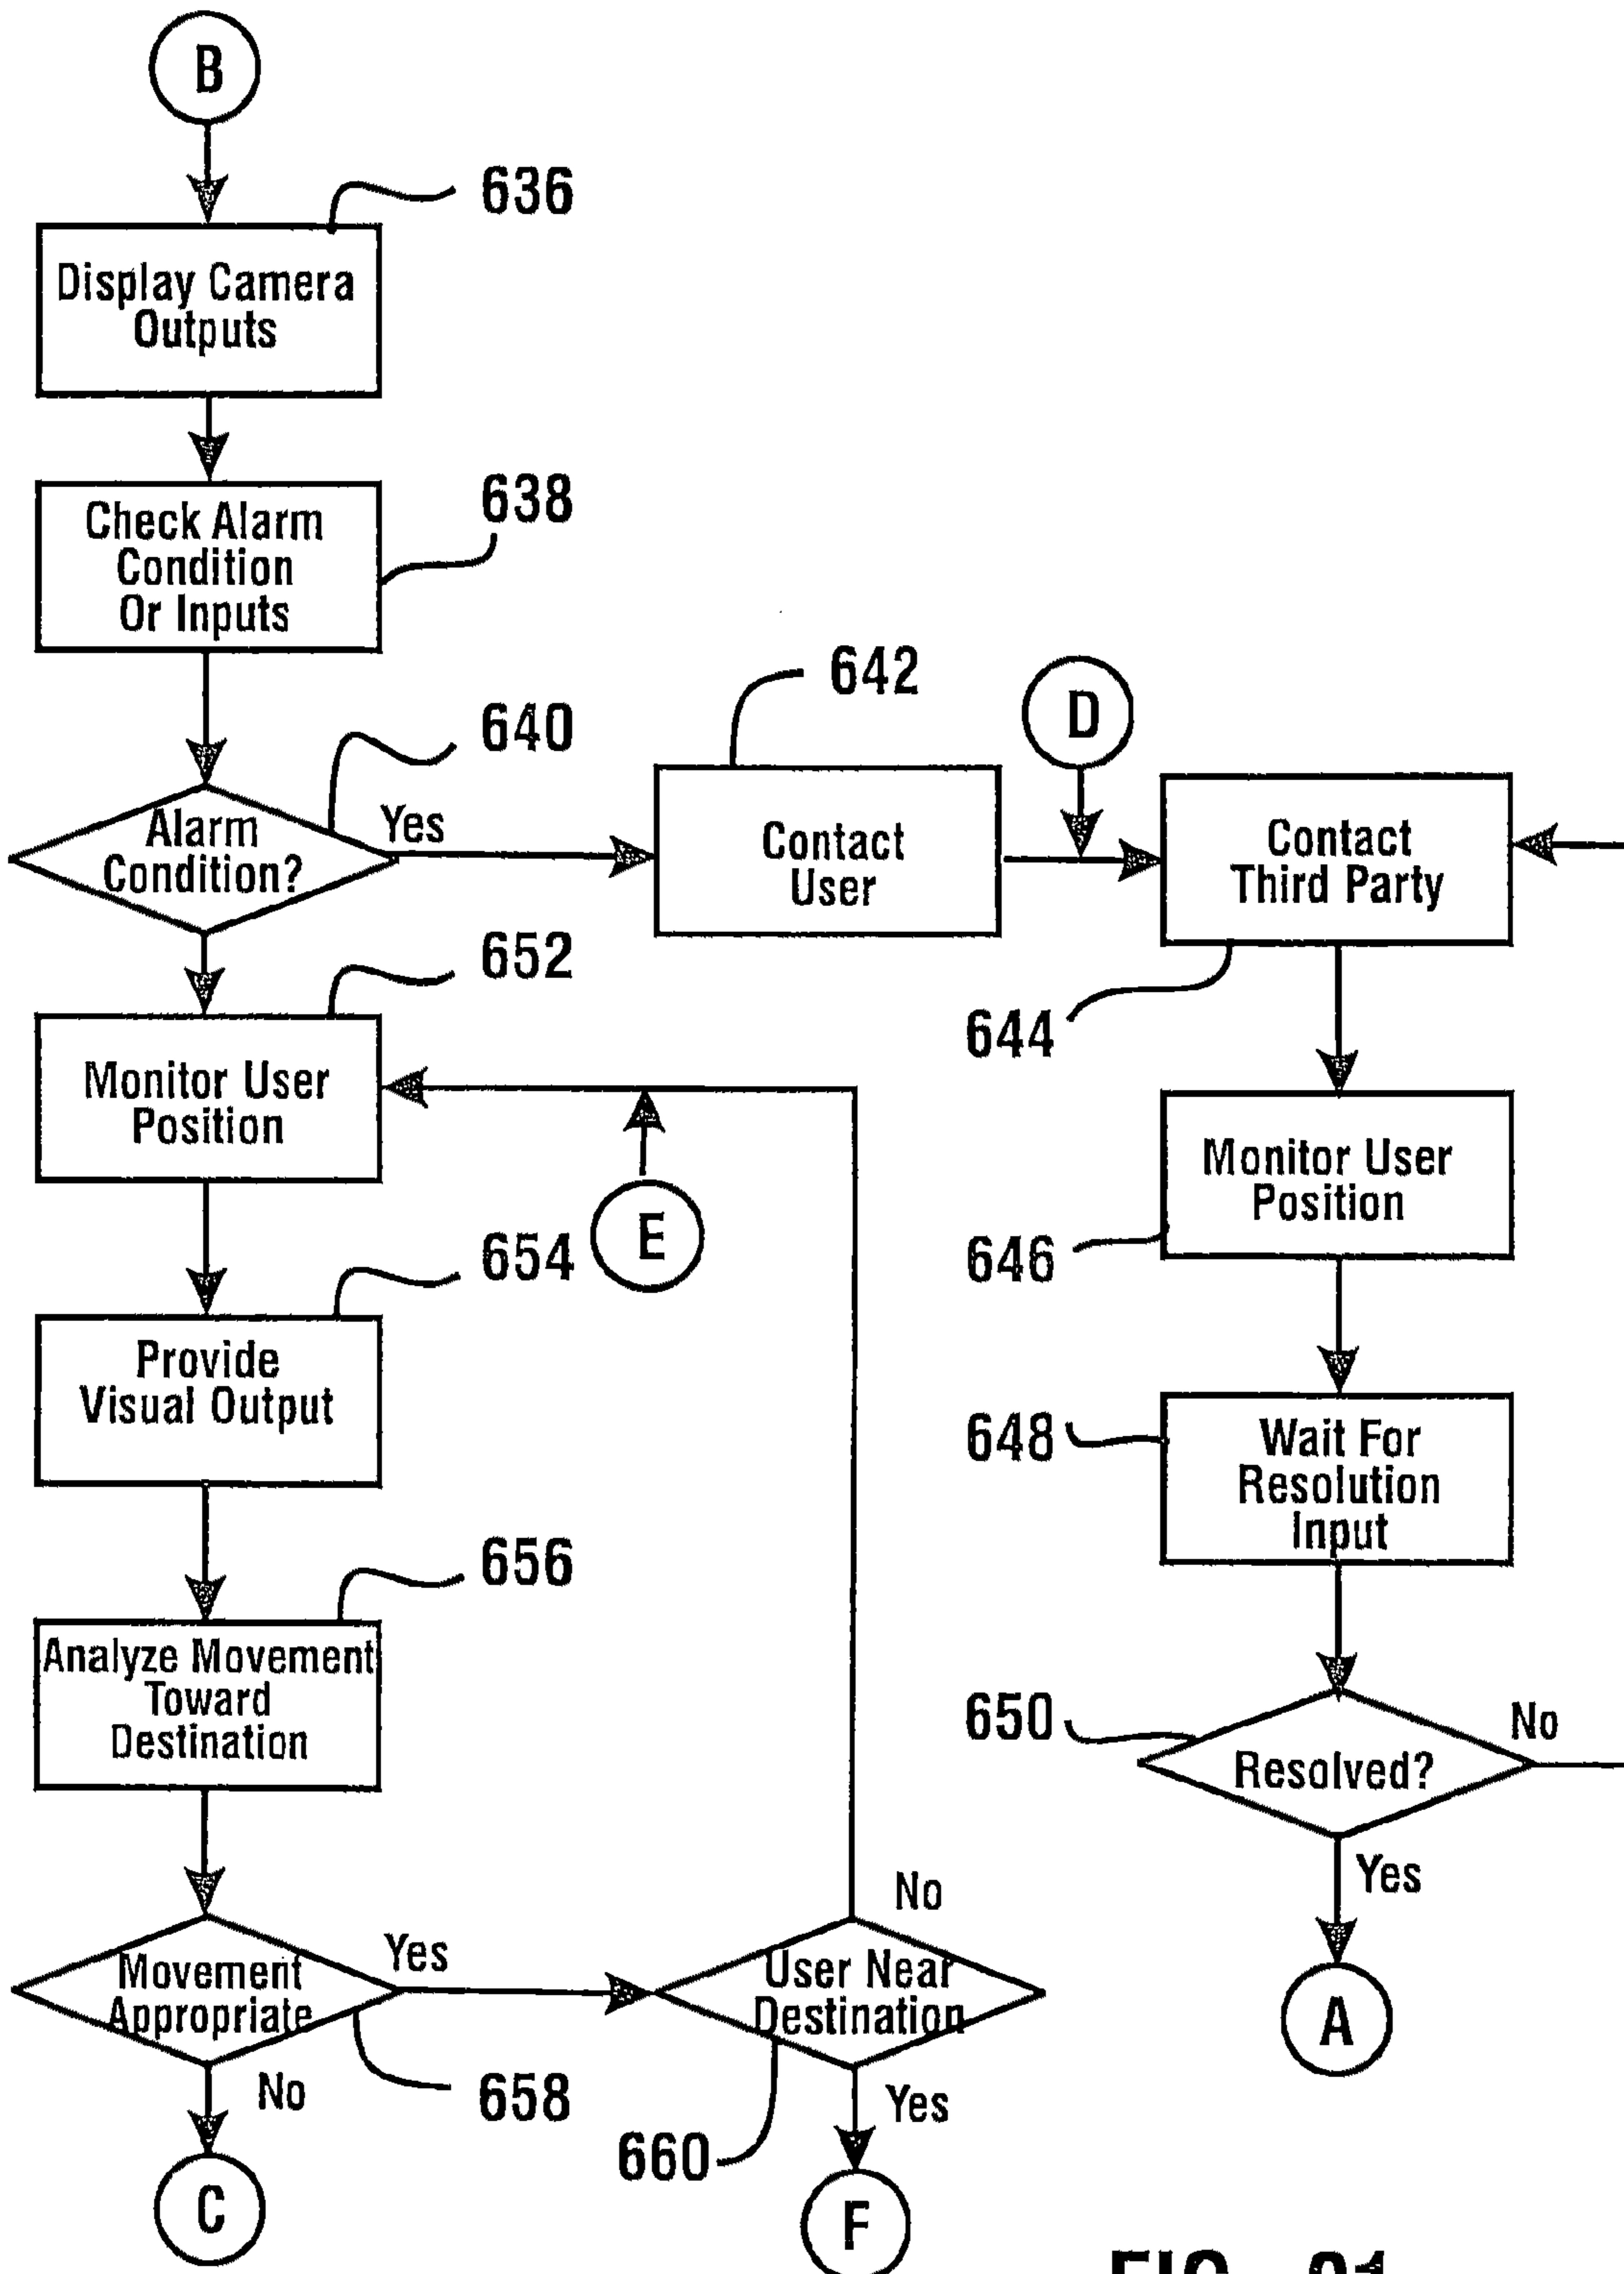 B
636
Display Camera
Outputs
638
Check Alarm
Condition
Or Inputs
640
Alarm
Condition?
Yes
642
Contact
User
D
Contact
Third Party
644
652
Monitor User
Position
E
646
Monitor User
Position
654
Provide
Visual Output
648
Wait For
Resolution
Input
656
Analyze Movement
Toward
Destination
650
Resolved?
No
Yes
A
Movement
Appropriate
Yes
No
658
C
No
User Near
Destination
660
Yes
F